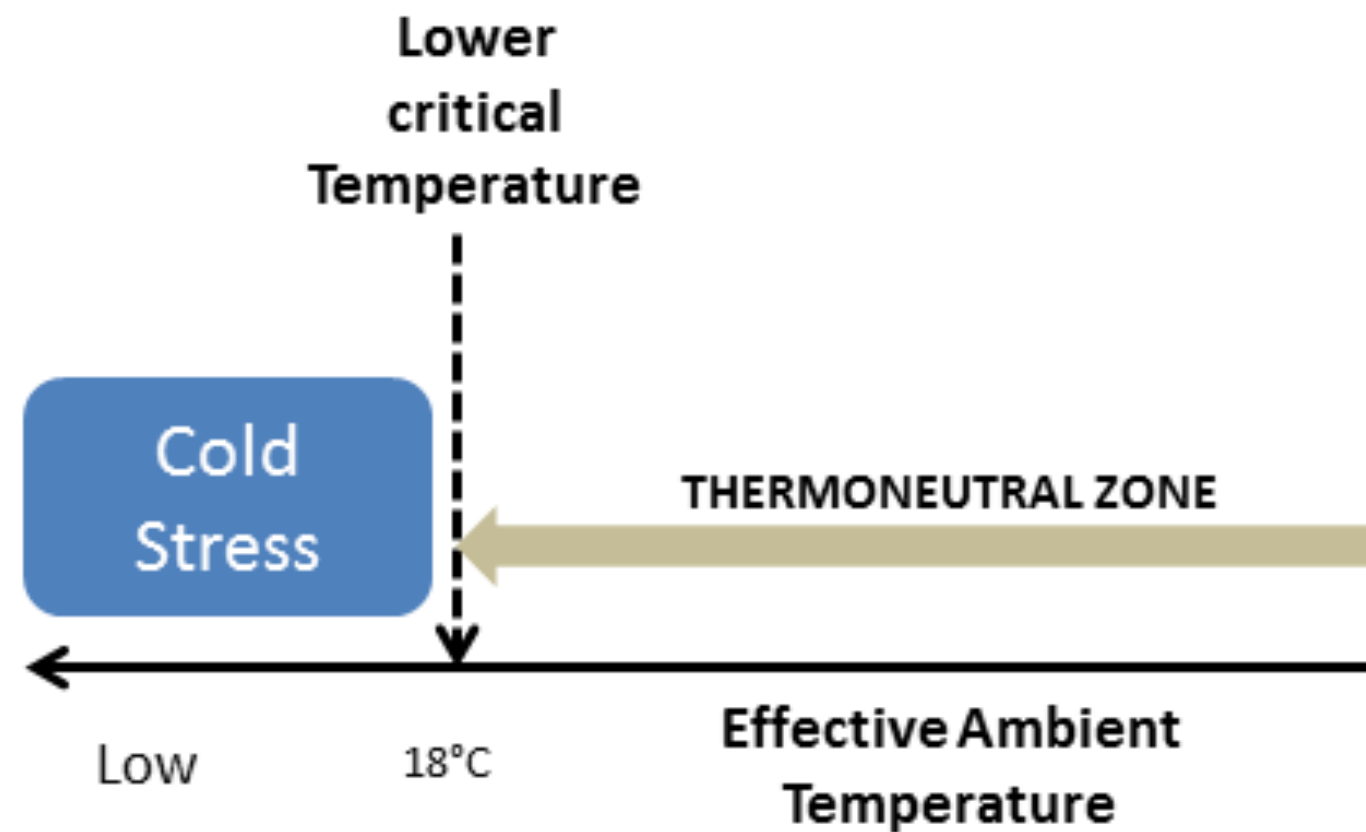 Lower
critical
Temperature
Cold
Stress
THERMONEUTRAL ZONE
Low
18°C
Effective Ambient
Temperature